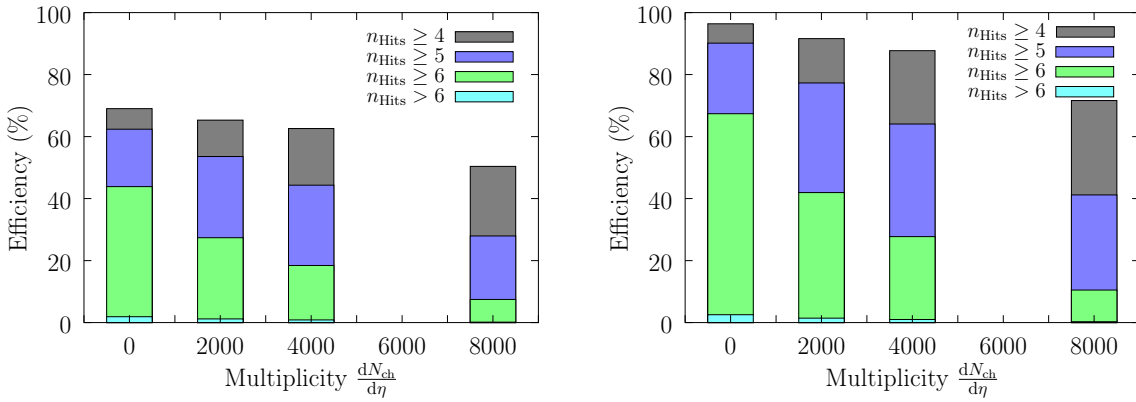 100
80
60
40
20
0
Efficiency (%)
n_Hits ≥ 4
n_Hits ≥ 5
n_Hits ≥ 6
n_Hits > 6
0 2000 4000 6000 8000
Multiplicity dN_ch/dη
100
80
60
40
20
0
Efficiency (%)
n_Hits ≥ 4
n_Hits ≥ 5
n_Hits ≥ 6
n_Hits > 6
0 2000 4000 6000 8000
Multiplicity dN_ch/dη